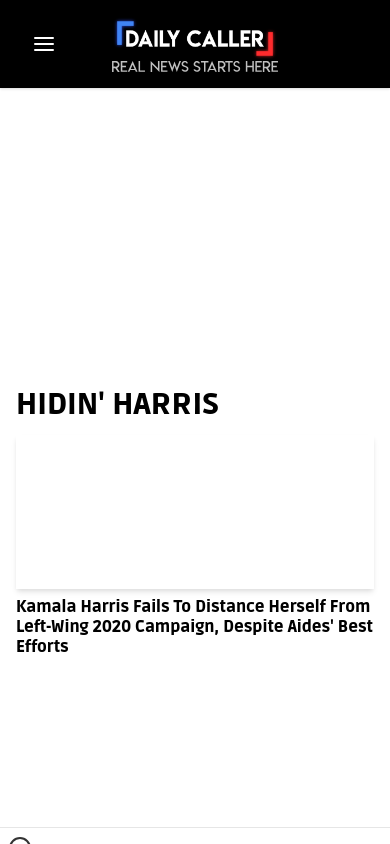 DAILY CALLER
REAL NEWS STARTS HERE
HIDIN' HARRIS
Kamala Harris Fails To Distance Herself From
Left-Wing 2020 Campaign, Despite Aides' Best
Efforts